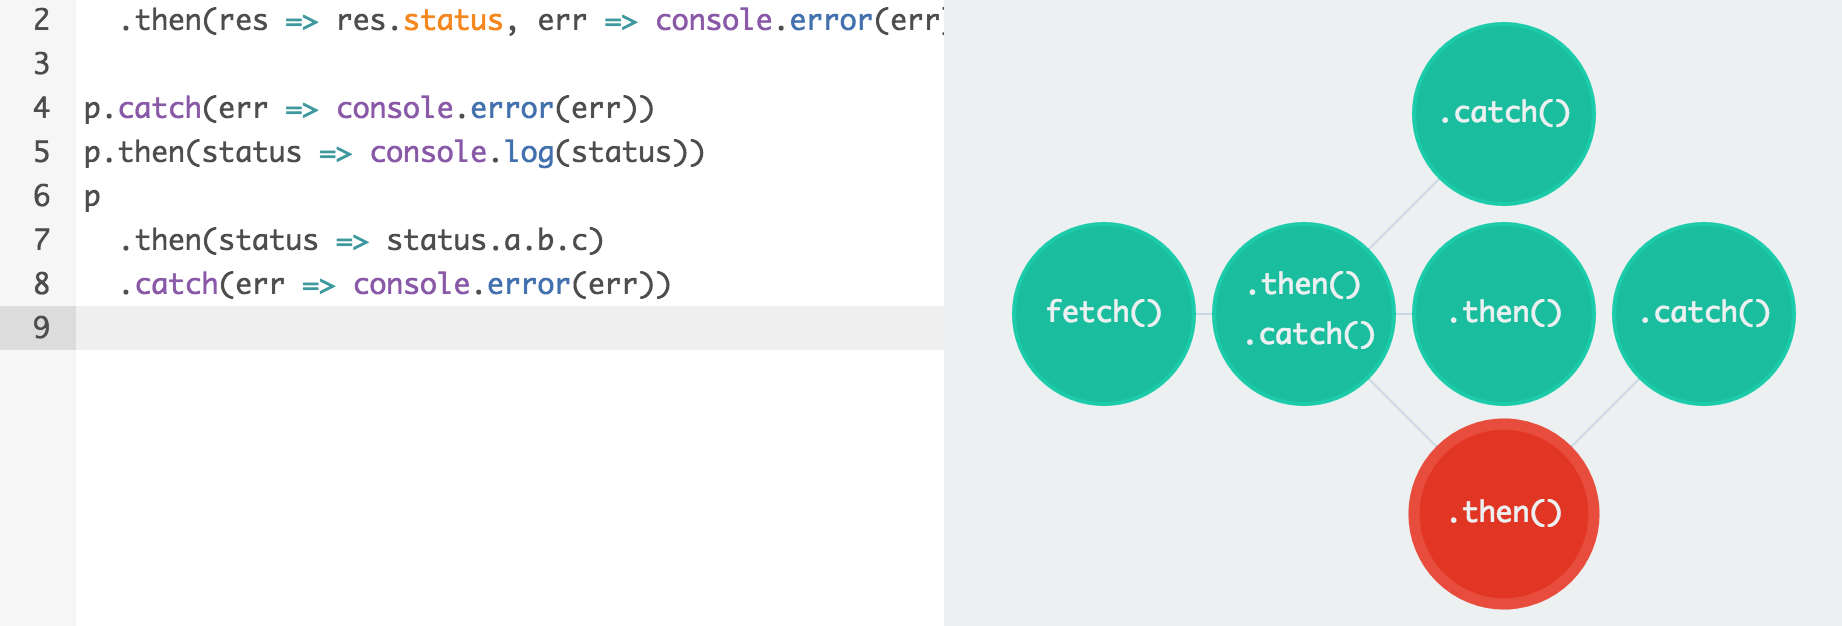 2 .then(res => res.status, err => console.error(err)
3
4 p.catch(err => console.error(err))
5 p.then(status => console.log(status))
6 p
7 .then(status => status.a.b.c)
8 .catch(err => console.error(err))
9
.catch()
fetch()
.then()
.catch()
.then()
.catch()
.then()